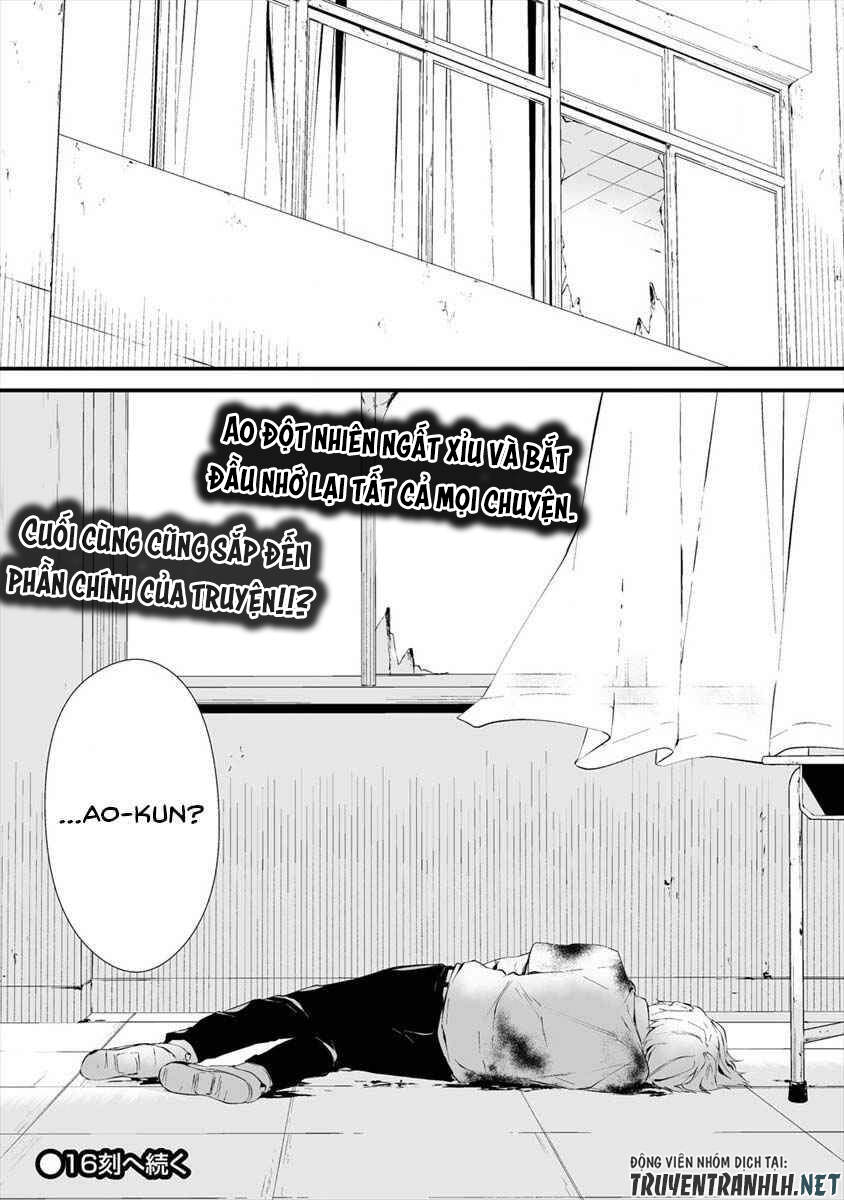 AO ĐỘT NHIÊN NGẤT XỈU VÀ BẮT
ĐẦU NHỚ LẠI TẤT CẢ MỌI CHUYỆN.
CUỐI CÙNG CŨNG SẮP ĐẾN
PHẦN CHÍNH CỦA TRUYỆN!!?
...AO-KUN?
●16刻へ続く
ĐỘNG VIÊN NHÓM DỊCH TẠI:
TRUYENTRANHLH.NET